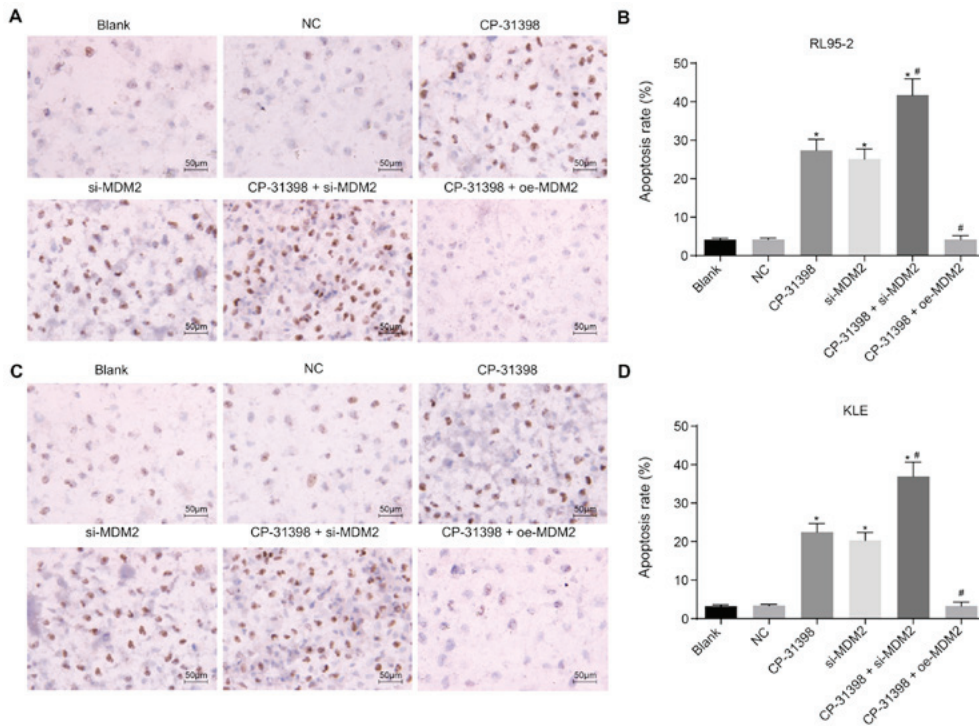 A
Blank NC CP-31398
50μm 50μm 50μm
si-MDM2 CP-31398 + si-MDM2 CP-31398 + oe-MDM2
50μm 50μm 50μm
B
RL95-2
Apoptosis rate (%)
50
40
30
20
10
0
* * * # #
Blank NC CP-31398 si-MDM2 CP-31398 + si-MDM2 CP-31398 + oe-MDM2
C
Blank NC CP-31398
50μm 50μm 50μm
si-MDM2 CP-31398 + si-MDM2 CP-31398 + oe-MDM2
50μm 50μm 50μm
D
KLE
Apoptosis rate (%)
50
40
30
20
10
0
* * * # #
Blank NC CP-31398 si-MDM2 CP-31398 + si-MDM2 CP-31398 + oe-MDM2